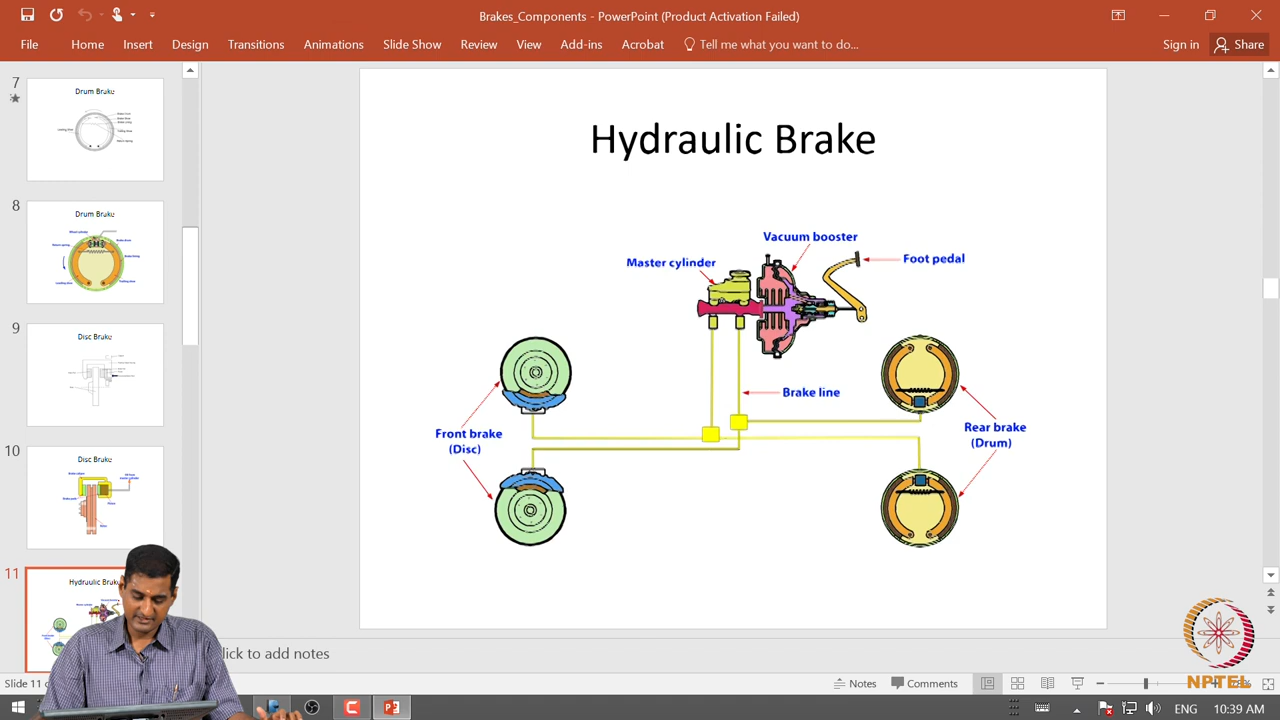 Brakes_Components - PowerPoint (Product Activation Failed)
File Home Insert Design Transitions Animations Slide Show Review View Add-ins Acrobat Tell me what you want to do... Sign in Share
7
Drum Brake
8
Drum Brake
9
Disc Brake
10
Disc Brake
11
Hydraulic Brake
Hydraulic Brake
Vacuum booster
Master cylinder
Foot pedal
Brake line
Front brake
(Disc)
Rear brake
(Drum)
lick to add notes
NPTEL
Slide 11 Notes Comments
ENG 10:39 AM